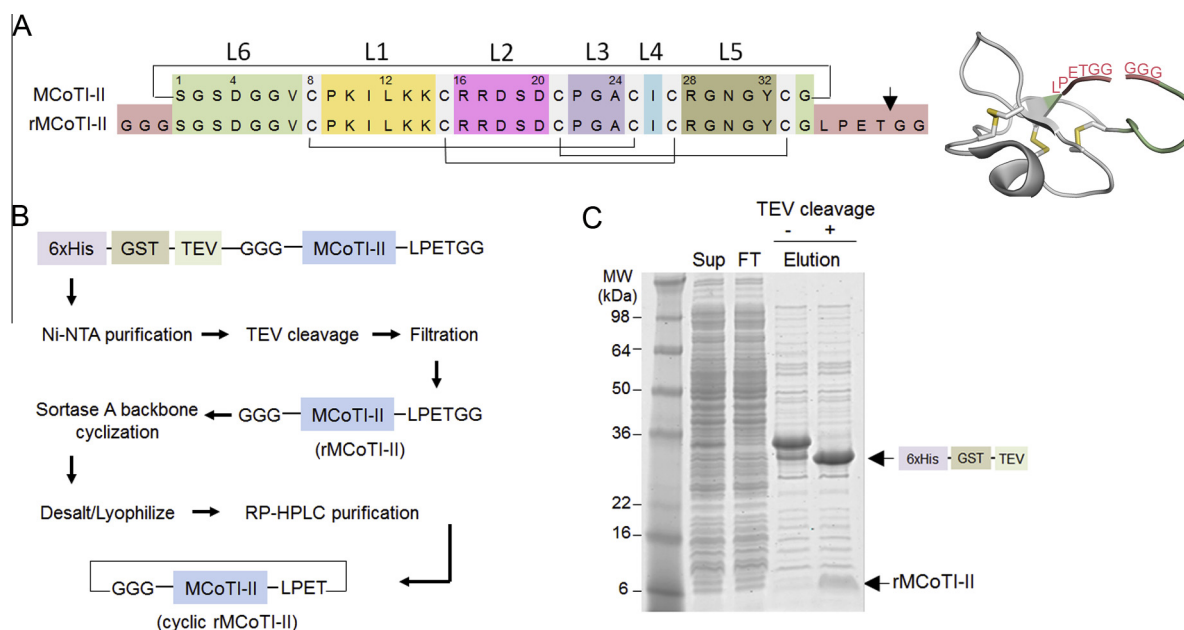 A
L6 L1 L2 L3 L4 L5
1 4 8 12 16 20 24 28 32
MCoTI-II S G S D G G V C P K I L K K C R R D S D C P G A C I C R G N G Y C G
rMCoTI-II G G G S G S D G G V C P K I L K K C R R D S D C P G A C I C R G N G Y C G L P E T G G
LPETGG GGG
B
6xHis GST TEV GGG MCoTI-II LPETGG
Ni-NTA purification TEV cleavage Filtration
Sortase A backbone
cyclization
GGG MCoTI-II LPETGG
(rMCoTI-II)
Desalt/Lyophilize RP-HPLC purification
GGG MCoTI-II LPET
(cyclic rMCoTI-II)
C
TEV cleavage
- +
Sup FT Elution
MW
(kDa)
98
64
50
36
22
16
6
6xHis GST TEV
rMCoTI-II